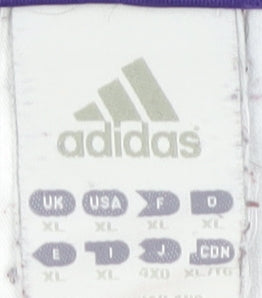 adidas
UK USA F D
XL XL XL XL
E I J CDN
XL XL 4XO XL/TG